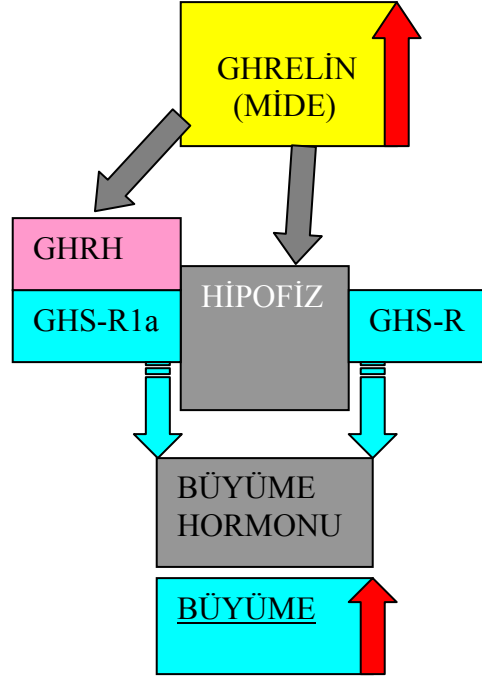 GHRELİN
(MİDE)
GHRH
HİPOFİZ
GHS-R1a
GHS-R
BÜYÜME
HORMONU
BÜYÜME